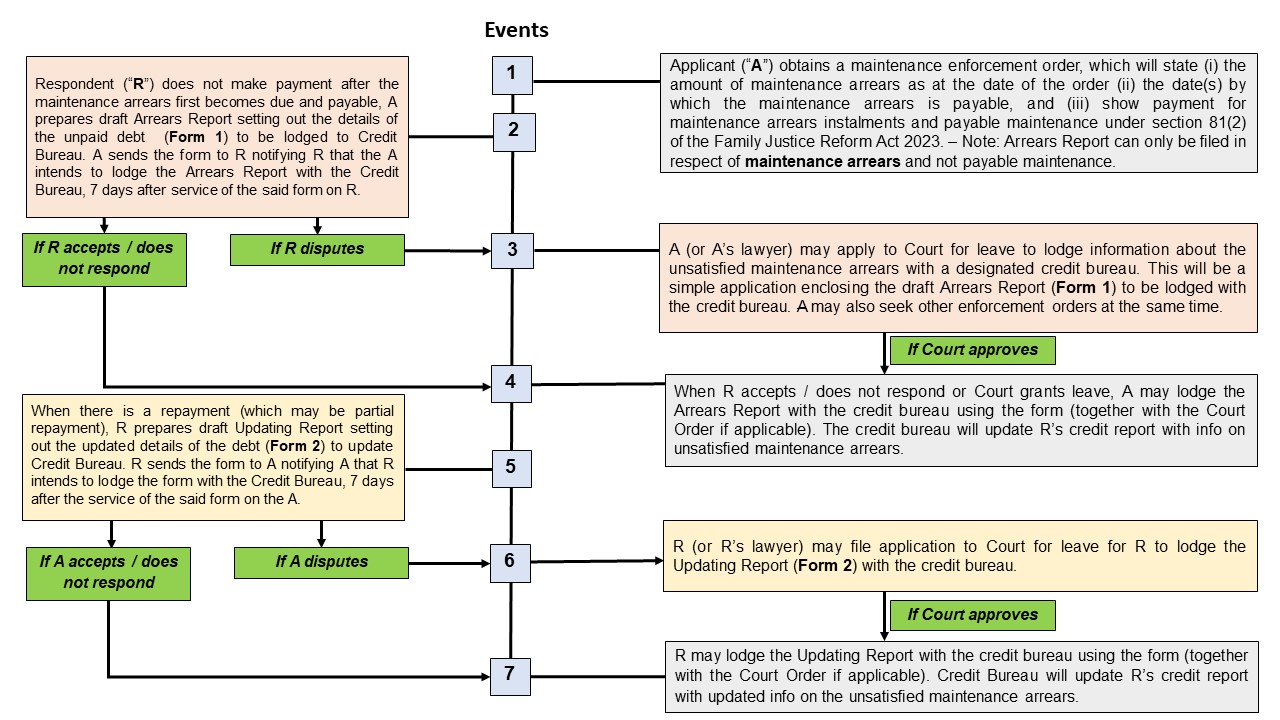 Events
1
Applicant (“A”) obtains a maintenance enforcement order, which will state (i) the
amount of maintenance arrears as at the date of the order (ii) the date(s) by
which the maintenance arrears is payable, and (iii) show payment for
maintenance arrears instalments and payable maintenance under section 81(2)
of the Family Justice Reform Act 2023. – Note: Arrears Report can only be filed in
respect of maintenance arrears and not payable maintenance.
Respondent (“R”) does not make payment after the
maintenance arrears first becomes due and payable, A
prepares draft Arrears Report setting out the details of
the unpaid debt (Form 1) to be lodged to Credit
Bureau. A sends the form to R notifying R that the A
intends to lodge the Arrears Report with the Credit
Bureau, 7 days after service of the said form on R.
2
If R accepts / does
not respond
If R disputes
3
A (or A’s lawyer) may apply to Court for leave to lodge information about the
unsatisfied maintenance arrears with a designated credit bureau. This will be a
simple application enclosing the draft Arrears Report (Form 1) to be lodged with
the credit bureau. A may also seek other enforcement orders at the same time.
If Court approves
4
When R accepts / does not respond or Court grants leave, A may lodge the
Arrears Report with the credit bureau using the form (together with the Court
Order if applicable). The credit bureau will update R’s credit report with info on
unsatisfied maintenance arrears.
When there is a repayment (which may be partial
repayment), R prepares draft Updating Report setting
out the updated details of the debt (Form 2) to update
Credit Bureau. R sends the form to A notifying A that R
intends to lodge the form with the Credit Bureau, 7 days
after the service of the said form on the A.
5
If A accepts / does
not respond
If A disputes
6
R (or R’s lawyer) may file application to Court for leave for R to lodge the
Updating Report (Form 2) with the credit bureau.
If Court approves
7
R may lodge the Updating Report with the credit bureau using the form (together
with the Court Order if applicable). Credit Bureau will update R’s credit report
with updated info on the unsatisfied maintenance arrears.